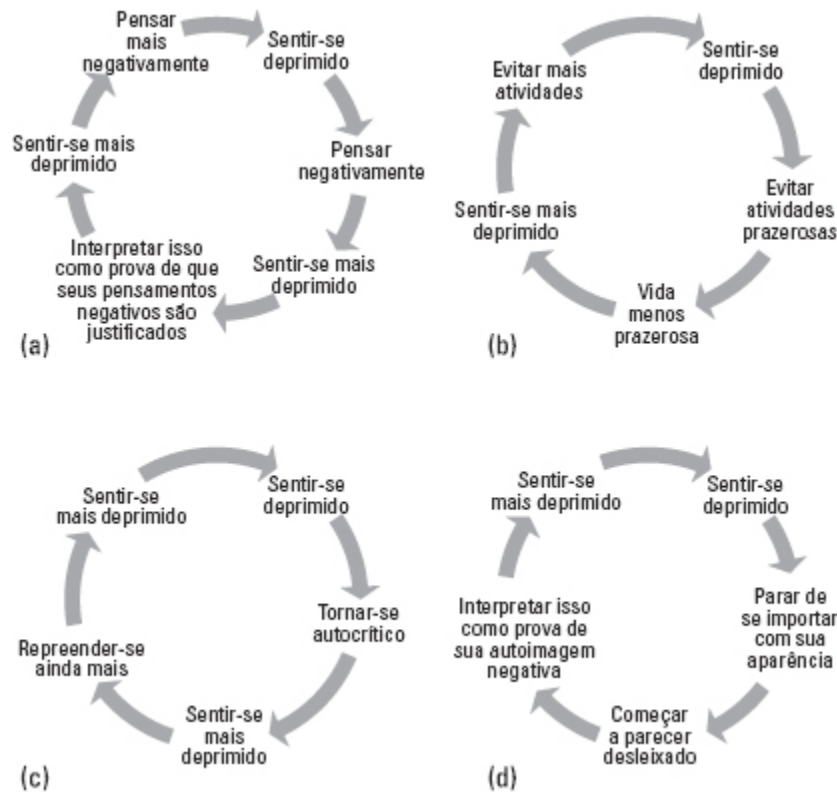 Pensar
mais
negativamente
Sentir-se
deprimido
Pensar
negativamente
Sentir-se mais
deprimido
Interpretar isso
como prova de que
seus pensamentos
negativos são
justificados
Sentir-se mais
deprimido
(a)
Sentir-se
deprimido
Evitar
atividades
prazerosas
Vida
menos
prazerosa
Sentir-se mais
deprimido
Evitar mais
atividades
(b)
Sentir-se
deprimido
Tornar-se
autocrítico
Sentir-se
mais
deprimido
Repreender-se
ainda mais
Sentir-se
mais deprimido
(c)
Sentir-se
deprimido
Parar de
se importar
com sua
aparência
Começar
a parecer
desleixado
Interpretar isso
como prova de
sua autoimagem
negativa
Sentir-se
mais deprimido
(d)